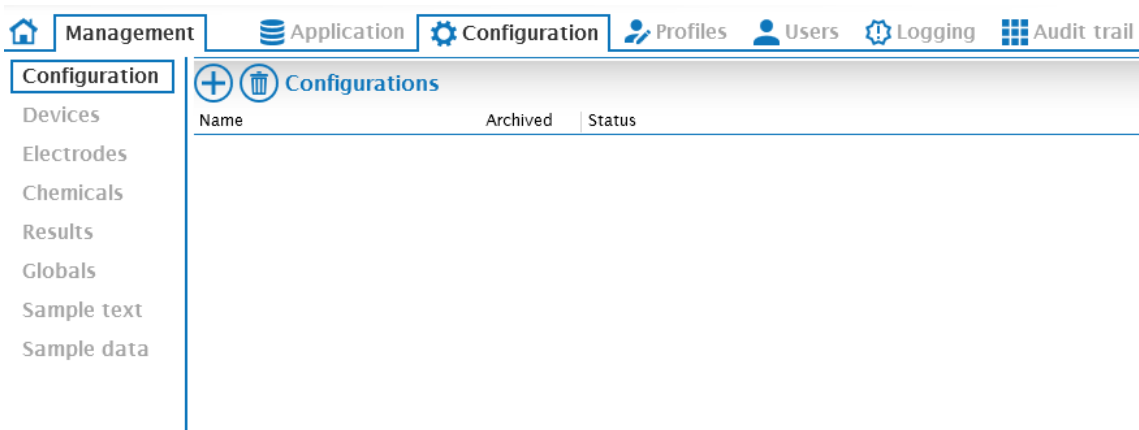 Management Application Configuration Profiles Users Logging Audit trail
Configuration
Devices
Electrodes
Chemicals
Results
Globals
Sample text
Sample data
Configurations
Name Archived Status